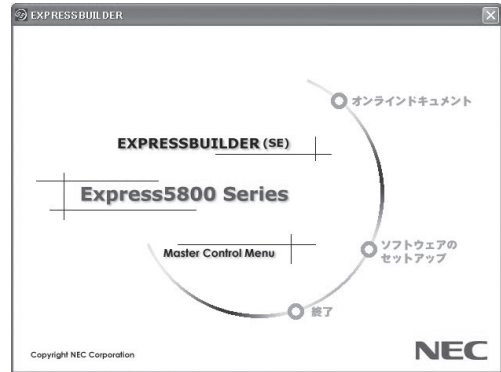 EXPRESSBUILDER
オンラインドキュメント
EXPRESSBUILDER (SE)
Express5800 Series
Master Control Menu
ソフトウェアの
セットアップ
終了
Copyright NEC Corporation
NEC